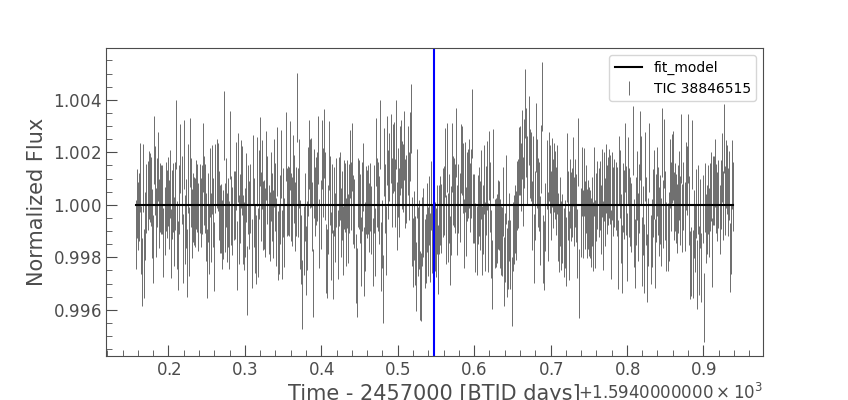 fit_model
TIC 38846515
Normalized Flux
1.004
1.002
1.000
0.998
0.996
0.2 0.3 0.4 0.5 0.6 0.7 0.8 0.9
Time - 2457000 [BTJD days] +1.5940000000 × 10³